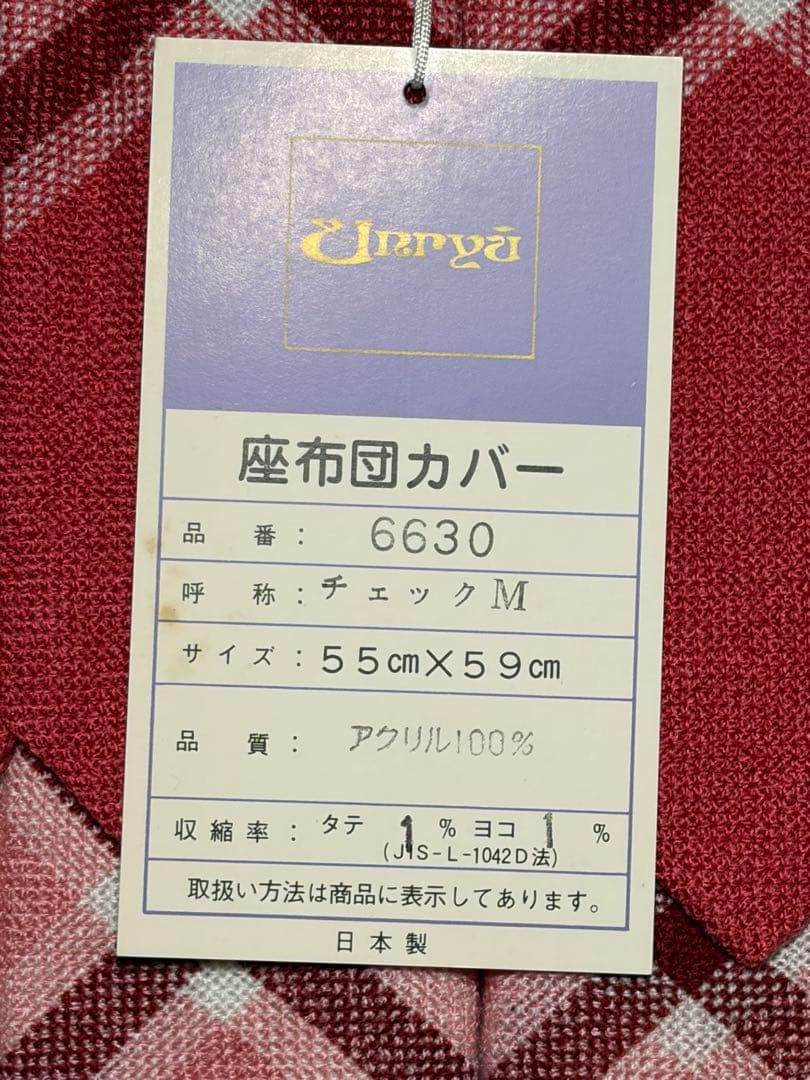 Unryū
座布団カバー
品番： 6630
呼称：チェックM
サイズ：55㎝×59㎝
品質： アクリル100%
収縮率：タテ 1 % ヨコ 1 %
(JIS-L-1042D法)
取扱い方法は商品に表示してあります。
日本製